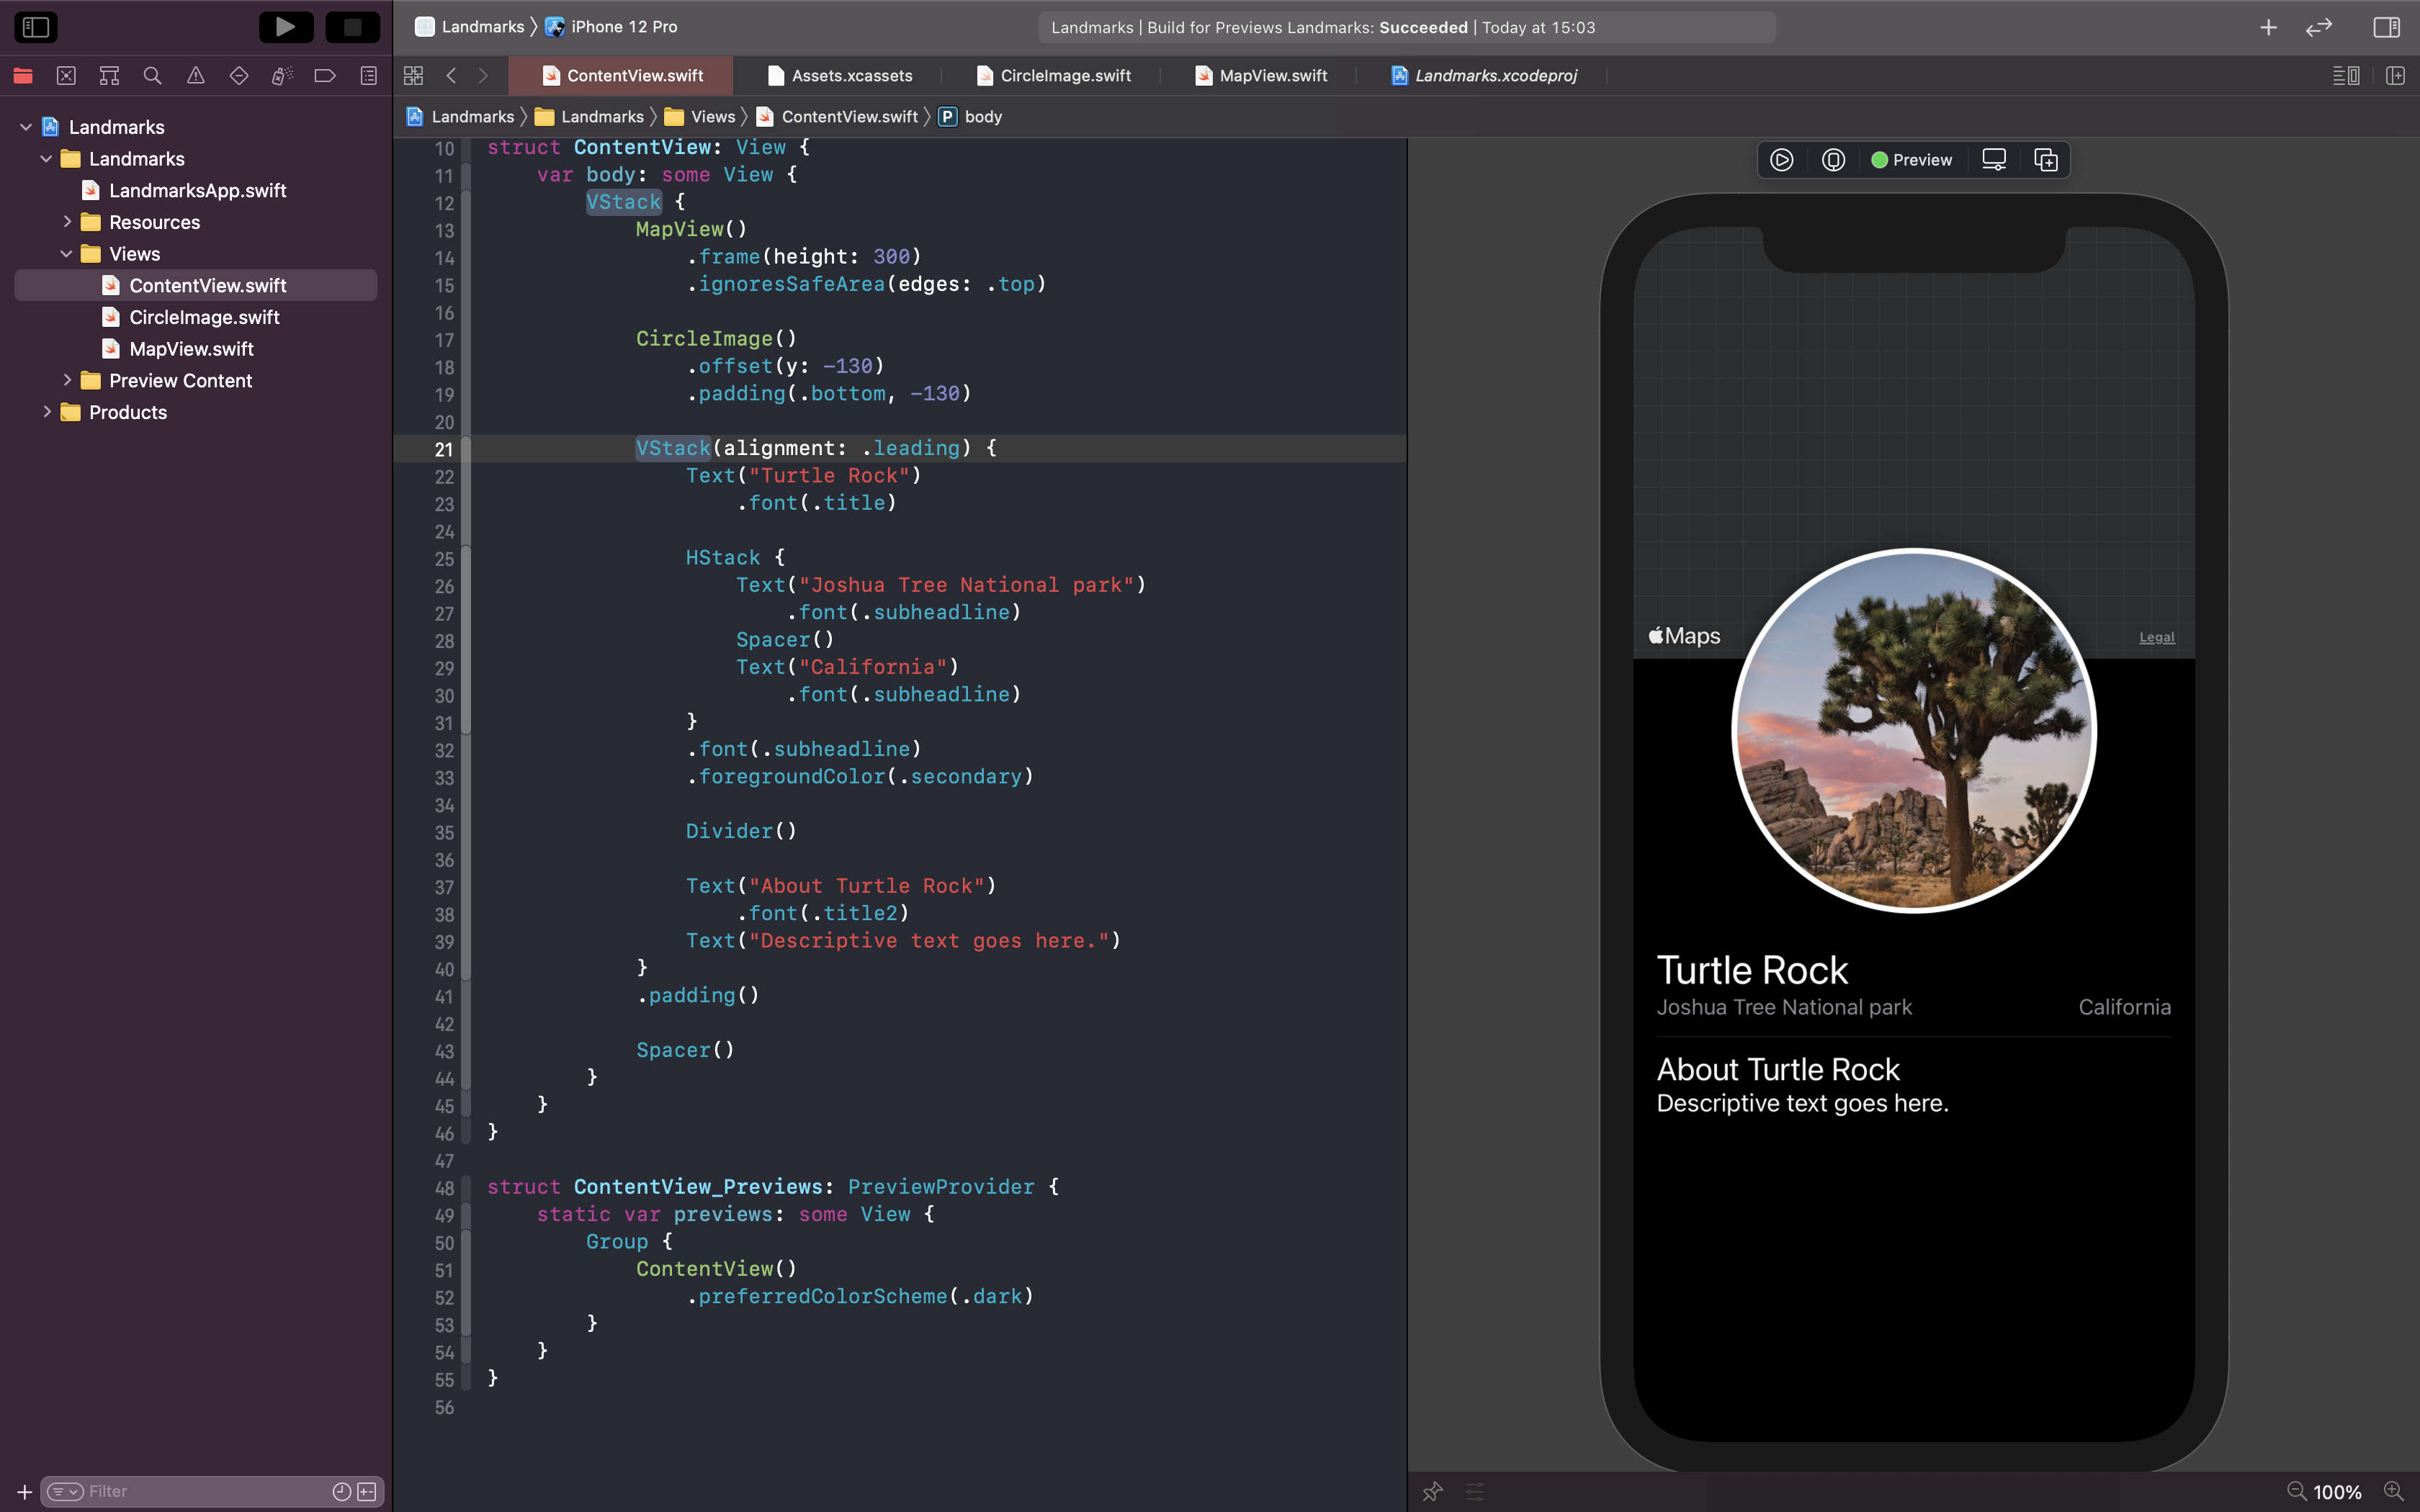 Landmarks
iPhone 12 Pro
Landmarks | Build for Previews Landmarks: Succeeded | Today at 15:03
ContentView.swift
Assets.xcassets
CircleImage.swift
MapView.swift
Landmarks.xcodeproj
Landmarks
Landmarks
Views
ContentView.swift
P body
Landmarks
Landmarks
LandmarksApp.swift
Resources
Views
ContentView.swift
CircleImage.swift
MapView.swift
Preview Content
Products
Filter
10 struct ContentView: View {
11 var body: some View {
12 VStack {
13 MapView()
14 .frame(height: 300)
15 .ignoresSafeArea(edges: .top)
16
17 CircleImage()
18 .offset(y: -130)
19 .padding(.bottom, -130)
20
21 VStack(alignment: .leading) {
22 Text("Turtle Rock")
23 .font(.title)
24
25 HStack {
26 Text("Joshua Tree National park")
27 .font(.subheadline)
28 Spacer()
29 Text("California")
30 .font(.subheadline)
31 }
32 .font(.subheadline)
33 .foregroundColor(.secondary)
34
35 Divider()
36
37 Text("About Turtle Rock")
38 .font(.title2)
39 Text("Descriptive text goes here.")
40 }
41 .padding()
42
43 Spacer()
44 }
45 }
46 }
47
48 struct ContentView_Previews: PreviewProvider {
49 static var previews: some View {
50 Group {
51 ContentView()
52 .preferredColorScheme(.dark)
53 }
54 }
55 }
56
Preview
Maps
Legal
Turtle Rock
Joshua Tree National park California
About Turtle Rock
Descriptive text goes here.
100%